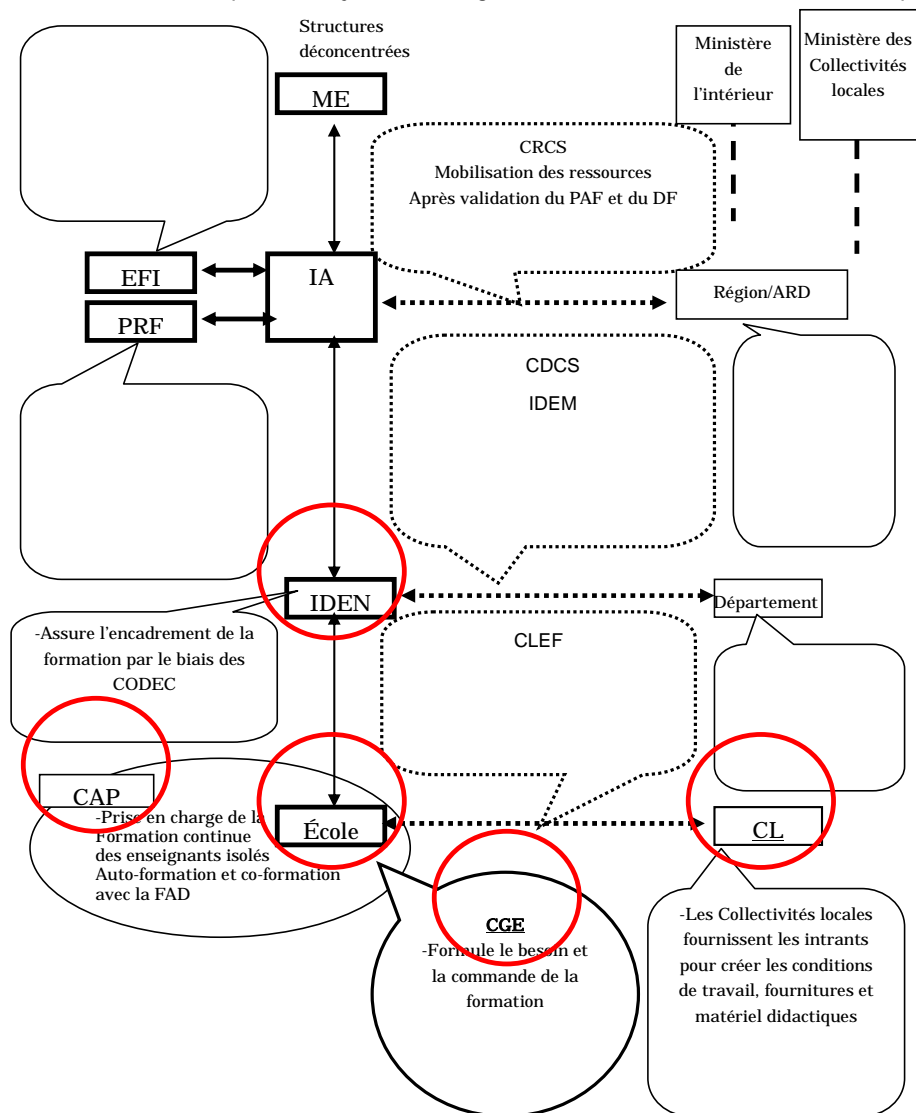 Structures
déconcentrées
Ministère
de
l'intérieur
Ministère des
Collectivités
locales
ME
CRCS
Mobilisation des ressources
Après validation du PAF et du DF
EFI
IA
Région/ARD
PRF
CDCS
IDEM
IDEN
Département
-Assure l'encadrement de la
formation par le biais des
CODEC
CLEF
CAP
-Prise en charge de la
Formation continue
des enseignants isolés
Auto-formation et co-formation
avec la FAD
École
CL
CGE
-Formule le besoin et
la commande de la
formation
-Les Collectivités locales
fournissent les intrants
pour créer les conditions
de travail, fournitures et
matériel didactiques